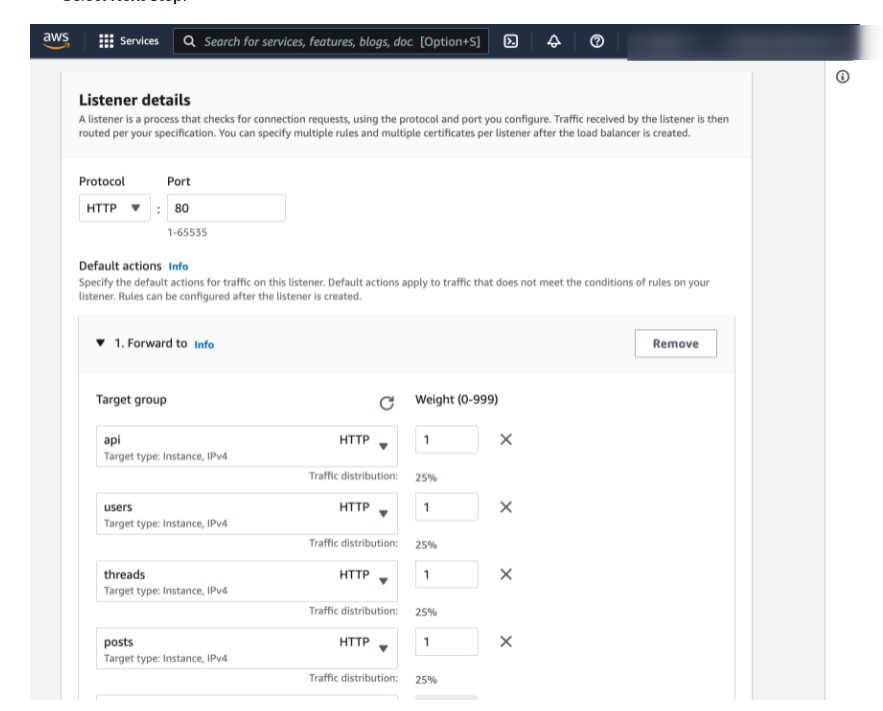 aws
Services
Search for services, features, blogs, doc [Option+S]
Listener details
A listener is a process that checks for connection requests, using the protocol and port you configure. Traffic received by the listener is then
routed per your specification. You can specify multiple rules and multiple certificates per listener after the load balancer is created.
Protocol Port
HTTP : 80
1-65535
Default actions Info
Specify the default actions for traffic on this listener. Default actions apply to traffic that does not meet the conditions of rules on your
listener. Rules can be configured after the listener is created.
1. Forward to Info Remove
Target group Weight (0-999)
api HTTP 1
Target type: Instance, IPv4
Traffic distribution: 25%
users HTTP 1
Target type: Instance, IPv4
Traffic distribution: 25%
threads HTTP 1
Target type: Instance, IPv4
Traffic distribution: 25%
posts HTTP 1
Target type: Instance, IPv4
Traffic distribution: 25%